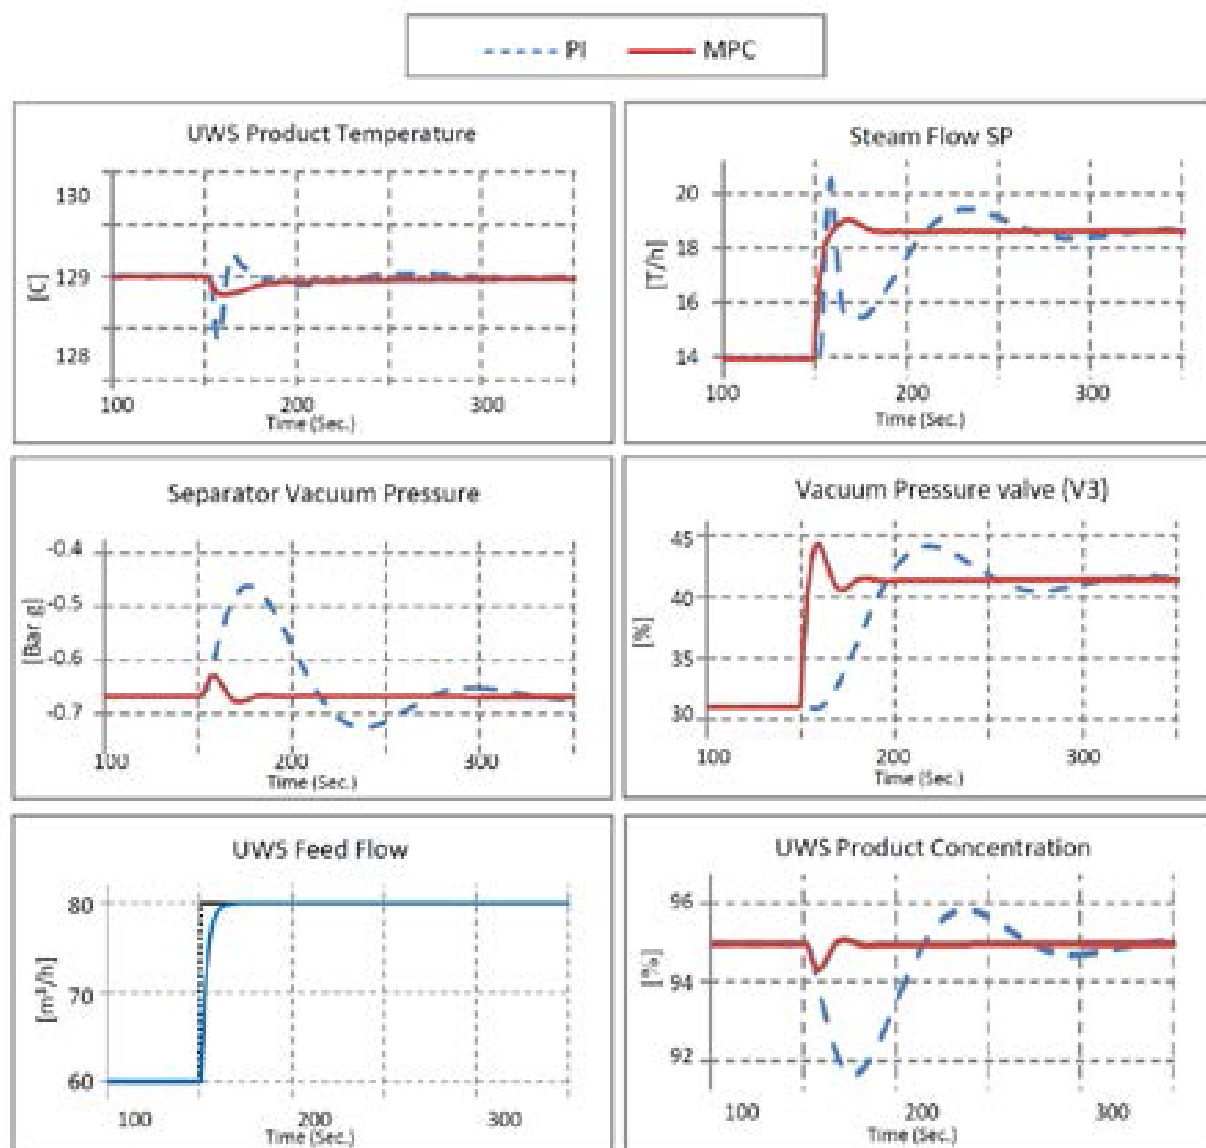 PI MPC
UWS Product Temperature
130
129
128
[C]
100 200 300
Time (Sec.)
Steam Flow SP
20
18
16
14
[T/h]
200 300
Time (Sec.)
Separator Vacuum Pressure
-0.4
-0.5
-0.6
-0.7
[Bar g]
100 200 300
Time (Sec.)
Vacuum Pressure valve (V3)
45
40
35
30
[%]
100 200 300
Time (Sec.)
UWS Feed Flow
80
70
60
[m³/h]
100 200 300
Time (Sec.)
UWS Product Concentration
96
94
92
[%]
100 200 300
Time (Sec.)